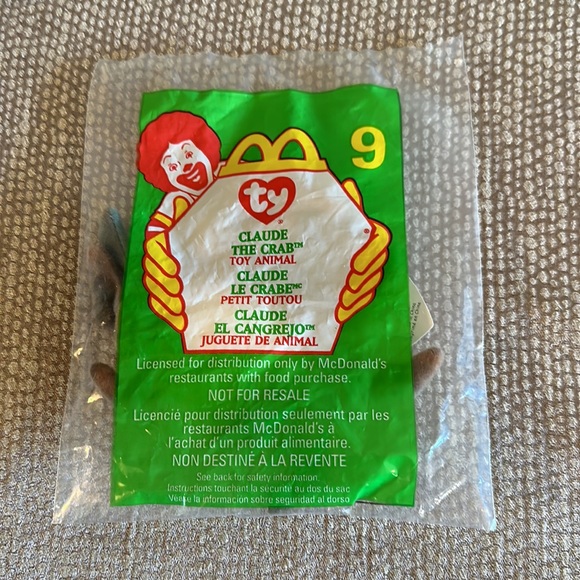 9
ty®
CLAUDE
THE CRAB™
TOY ANIMAL
CLAUDE
LE CRABEᴹᶜ
PETIT TOUTOU
CLAUDE
EL CANGREJO™
JUGUETE DE ANIMAL
Licensed for distribution only by McDonald's
restaurants with food purchase.
NOT FOR RESALE
Licencié pour distribution seulement par les
restaurants McDonald's à
l'achat d'un produit alimentaire.
NON DESTINÉ À LA REVENTE
See back for safety information.
Instructions touchant la sécurité au dos du sac
la información sobre seguridad al dorso